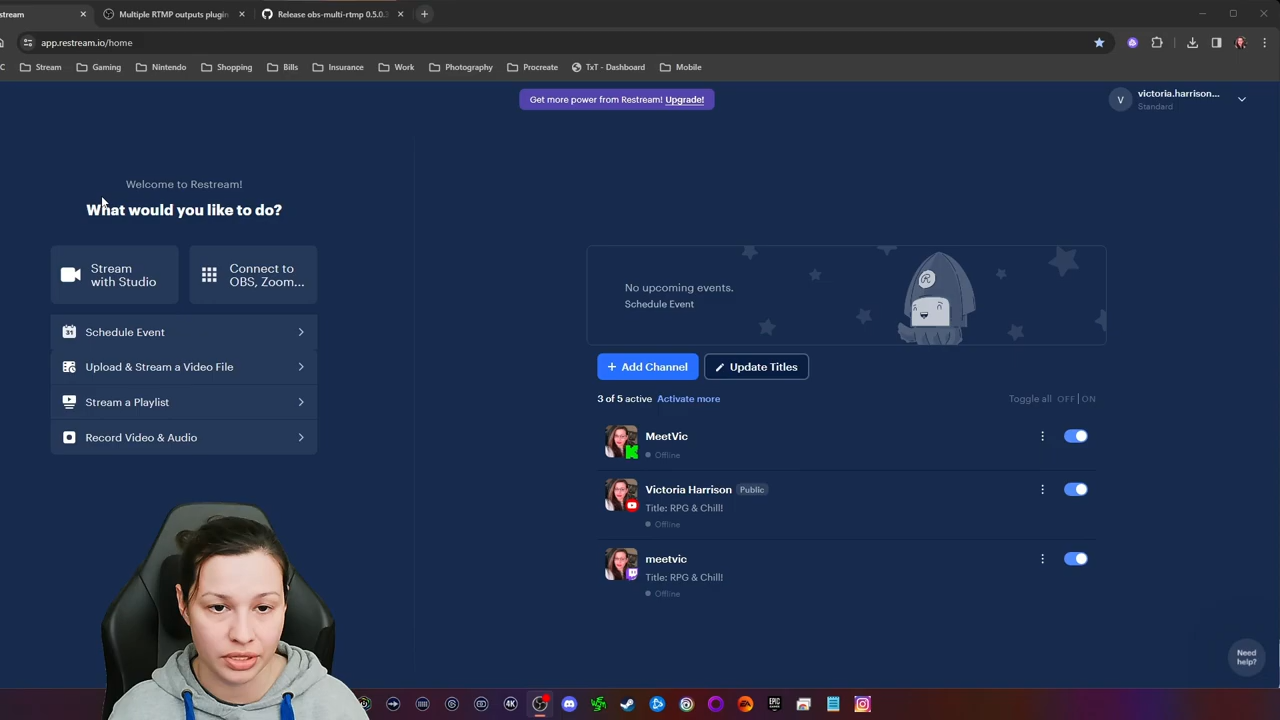 stream
Multiple RTMP outputs plugin
Release obs-multi-rtmp 0.5.0.
app.restream.io/home
C
Stream
Gaming
Nintendo
Shopping
Bills
Insurance
Work
Photography
Procreate
TxT - Dashboard
Mobile
Get more power from Restream! Upgrade!
V
victoria.harrison...
Standard
Welcome to Restream!
What would you like to do?
Stream
with Studio
Connect to
OBS, Zoom...
31
Schedule Event
Upload & Stream a Video File
Stream a Playlist
Record Video & Audio
R
No upcoming events.
Schedule Event
+ Add Channel
Update Titles
3 of 5 active Activate more
Toggle all OFF | ON
MeetVic
Offline
Victoria Harrison Public
Title: RPG & Chill!
Offline
meetvic
Title: RPG & Chill!
Offline
Need
help?
4K
EA
EPIC